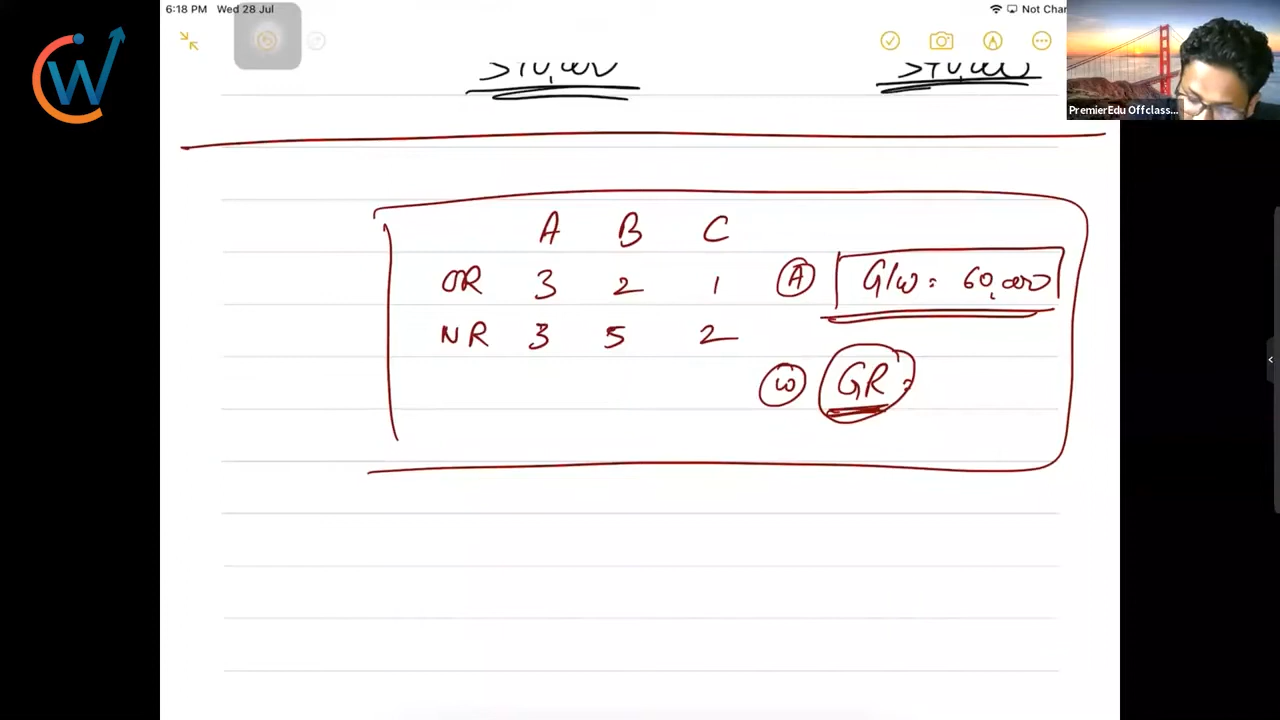 6:18 PM Wed 28 Jul
Not Char
W
PremierEdu Offclass...
A B C
OR 3 2 1 A G/W = 60,000
NR 3 5 2
W GR =